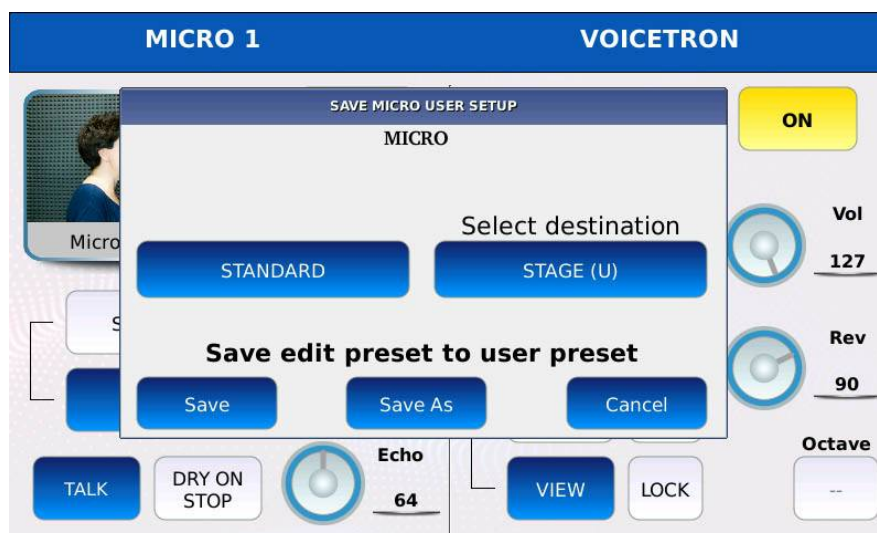 MICRO 1
VOICETRON
SAVE MICRO USER SETUP
MICRO
ON
Select destination
Vol
127
Micro
STANDARD
STAGE (U)
S
Save edit preset to user preset
Rev
90
Save
Save As
Cancel
Echo
64
Octave
TALK
DRY ON
STOP
VIEW
LOCK
--